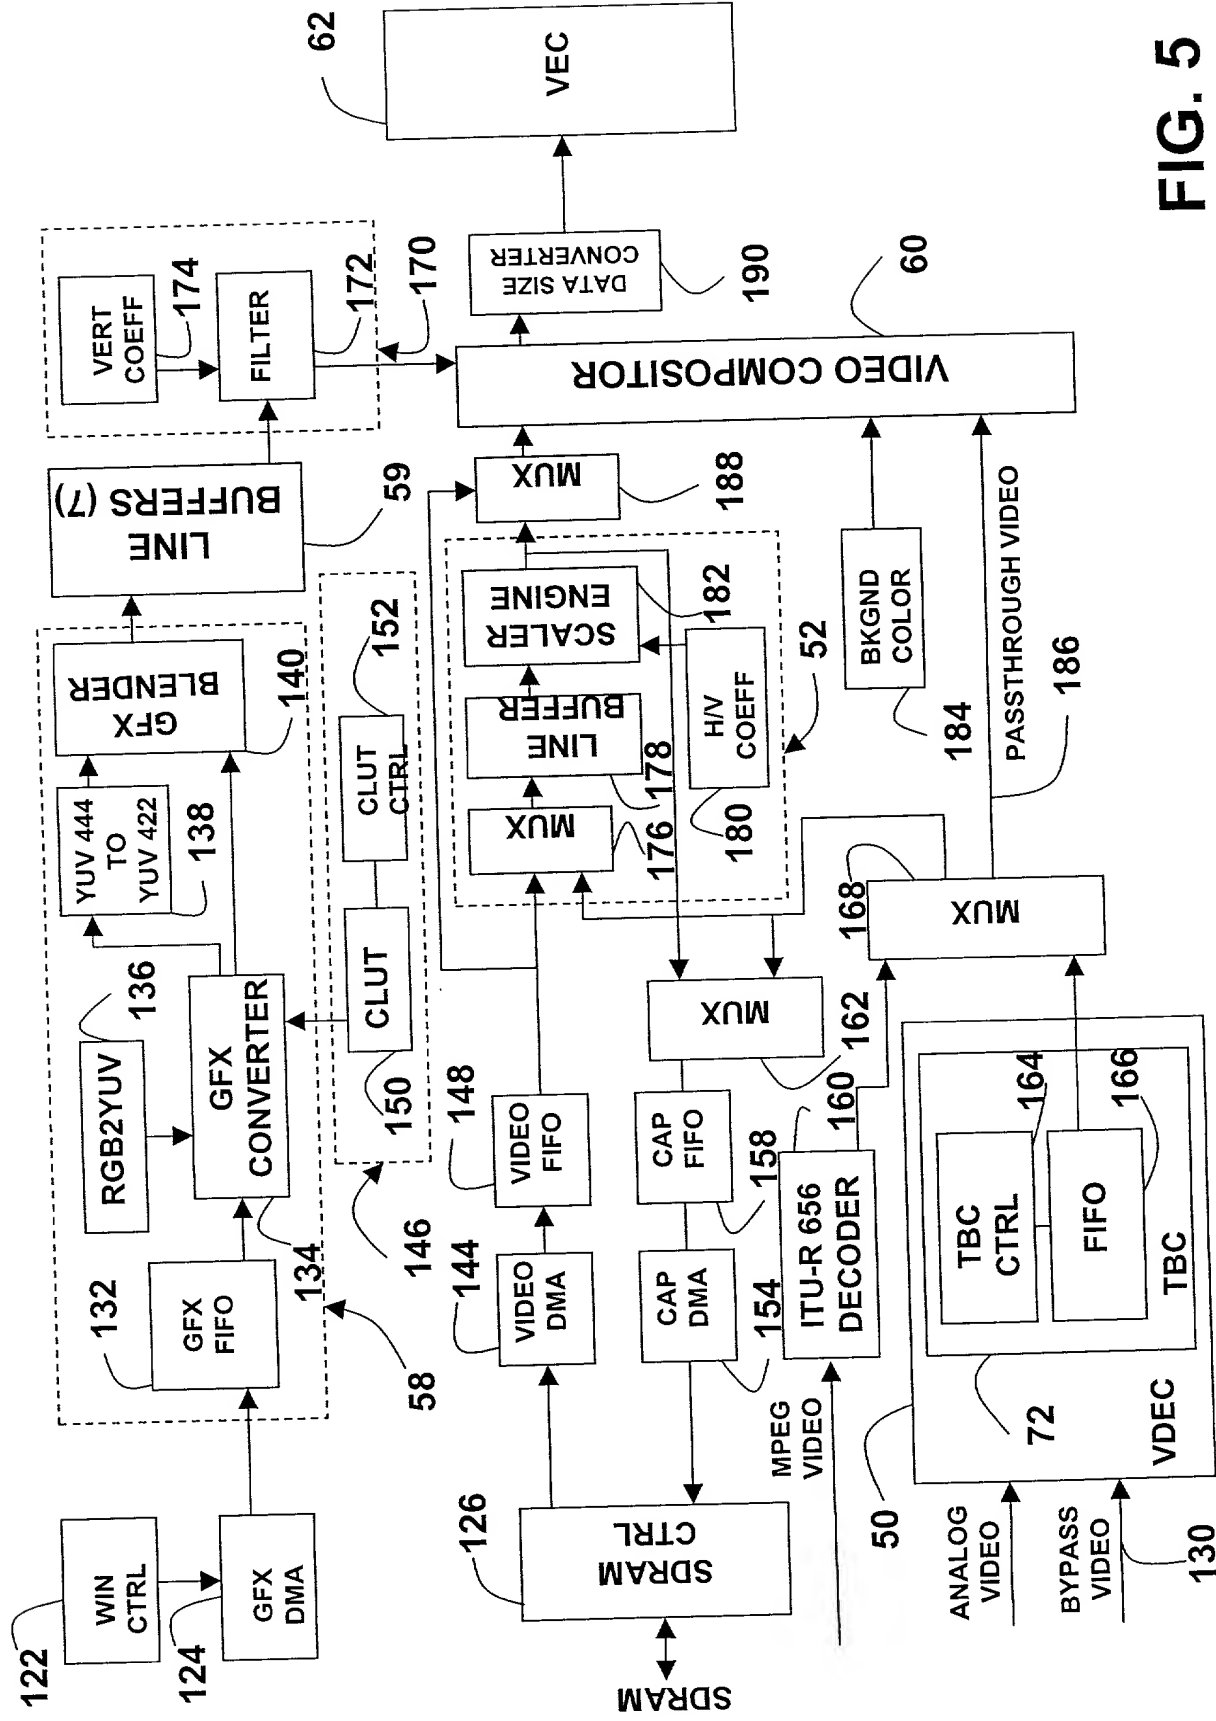 122
WIN
CTRL
124
GFX
DMA
132
GFX
FIFO
134
GFX
CONVERTER
RGB2YUV
136
YUV 444
TO
YUV 422
138
GFX
BLENDER
140
58
LINE
BUFFERS (7)
59
VERT
COEFF
174
FILTER
172
170
CLUT
150
CLUT
CTRL
152
146
SDRAM
SDRAM
CTRL
126
144
VIDEO
DMA
148
VIDEO
FIFO
MUX
176
LINE
BUFFER
178
SCALER
ENGINE
182
H/V
COEFF
180
52
MUX
188
VIDEO COMPOSITOR
60
DATA SIZE
CONVERTER
190
VEC
62
CAP
DMA
154
CAP
FIFO
158
MUX
162
MPEG
VIDEO
ITU-R 656
DECODER
160
MUX
168
BKGND
COLOR
184
PASSTHROUGH VIDEO
186
ANALOG
VIDEO
BYPASS
VIDEO
130
50
VDEC
72
TBC
CTRL
164
FIFO
166
TBC
FIG. 5